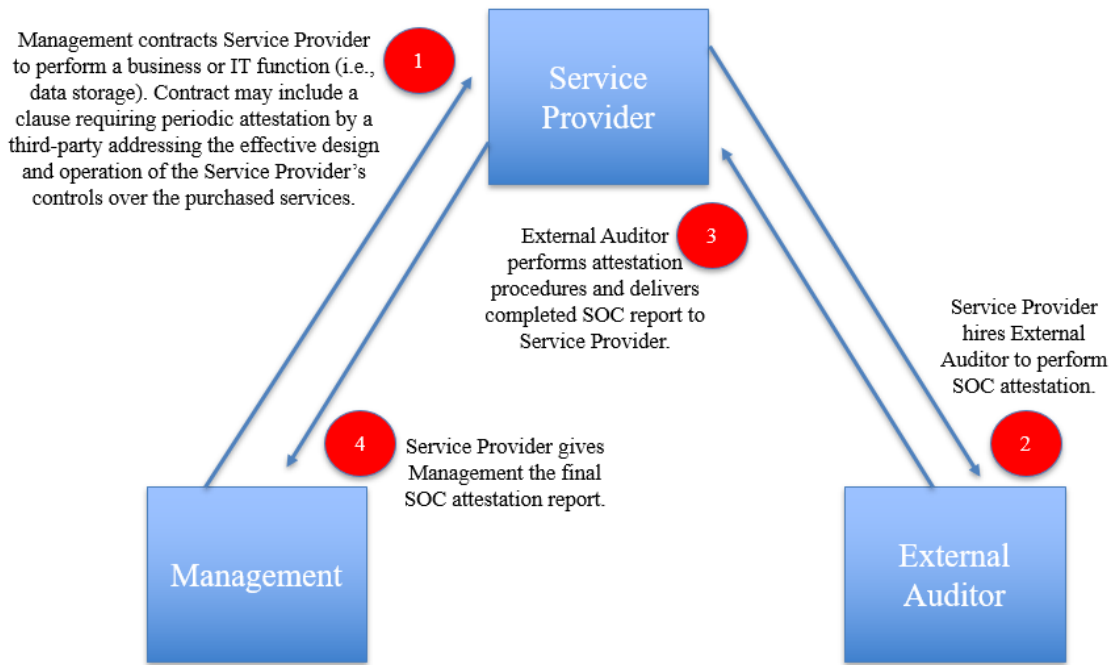 Management contracts Service Provider
to perform a business or IT function (i.e.,
data storage). Contract may include a
clause requiring periodic attestation by a
third-party addressing the effective design
and operation of the Service Provider’s
controls over the purchased services.
1
Service
Provider
External Auditor
performs attestation
procedures and delivers
completed SOC report to
Service Provider.
3
Service Provider
hires External
Auditor to perform
SOC attestation.
2
4
Service Provider gives
Management the final
SOC attestation report.
Management
External
Auditor